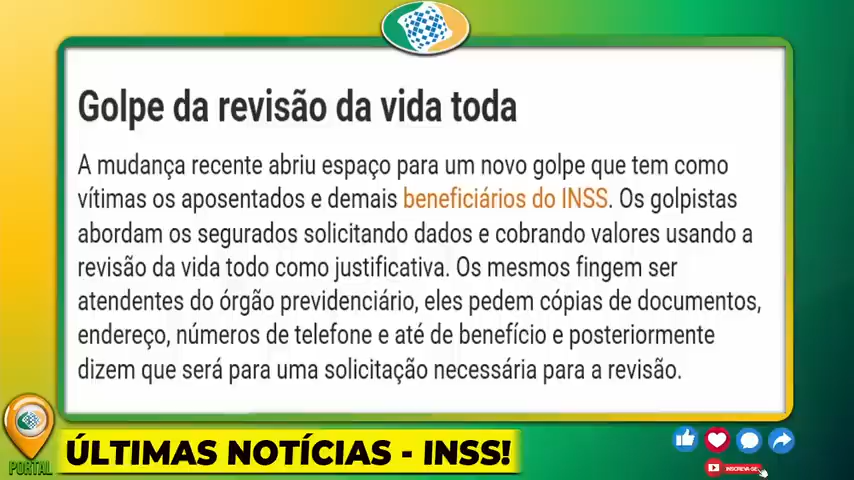 Golpe da revisão da vida toda
A mudança recente abriu espaço para um novo golpe que tem como
vítimas os aposentados e demais beneficiários do INSS. Os golpistas
abordam os segurados solicitando dados e cobrando valores usando a
revisão da vida todo como justificativa. Os mesmos fingem ser
atendentes do órgão previdenciário, eles pedem cópias de documentos,
endereço, números de telefone e até de benefício e posteriormente
dizem que será para uma solicitação necessária para a revisão.
PORTAL
ÚLTIMAS NOTÍCIAS - INSS!
INSCREVA-SE